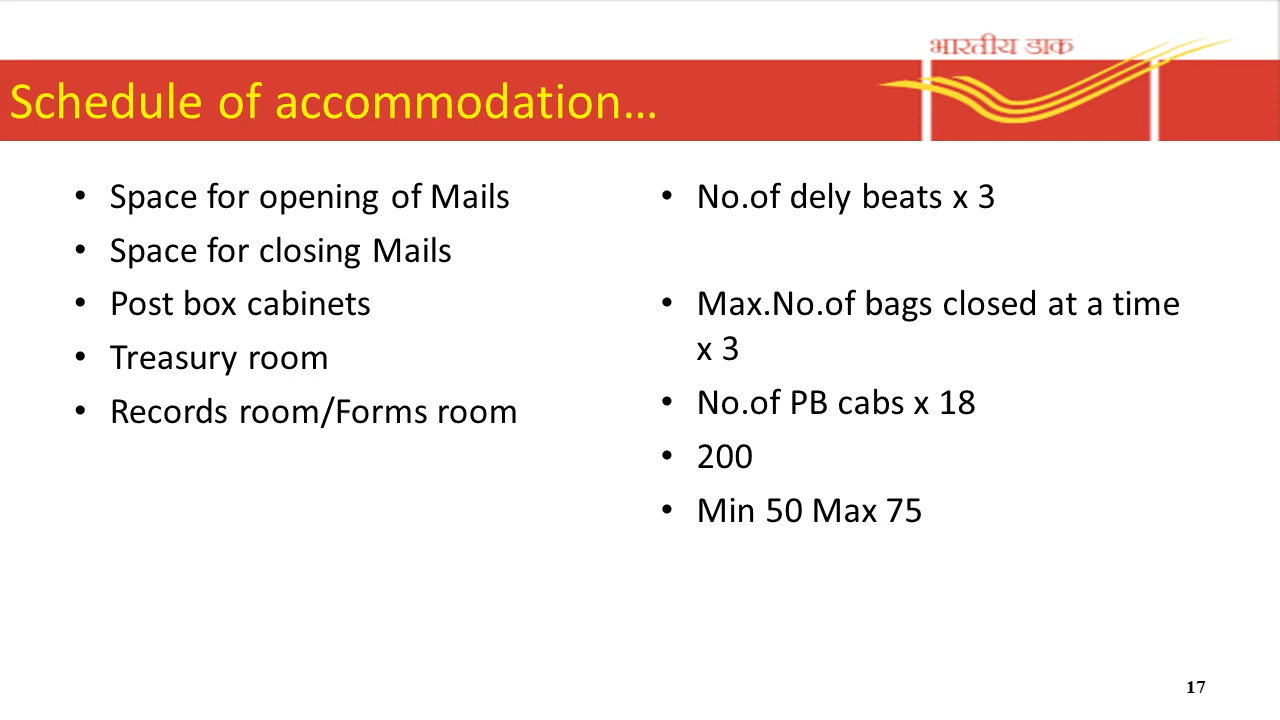 भारतीय डाक
Schedule of accommodation…
• Space for opening of Mails
• Space for closing Mails
• Post box cabinets
• Treasury room
• Records room/Forms room
• No.of dely beats x 3
• Max.No.of bags closed at a time
x 3
• No.of PB cabs x 18
• 200
• Min 50 Max 75
17